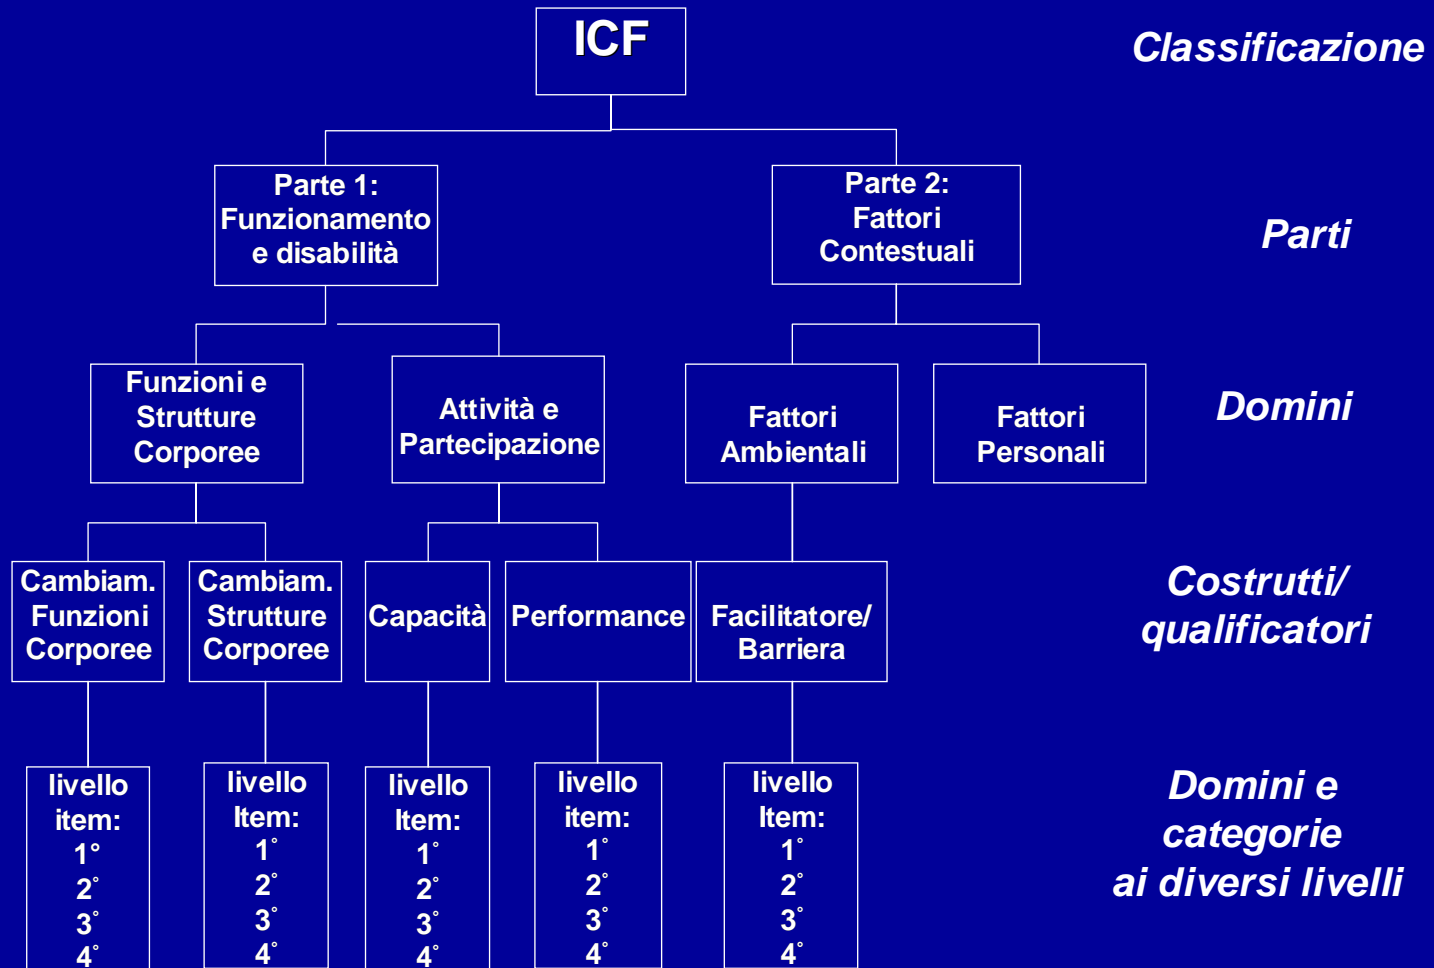 ICF
Classificazione
Parte 1:
Funzionamento
e disabilità
Parte 2:
Fattori
Contestuali
Parti
Funzioni e
Strutture
Corporee
Attività e
Partecipazione
Fattori
Ambientali
Fattori
Personali
Domini
Cambiam.
Funzioni
Corporee
Cambiam.
Strutture
Corporee
Capacità
Performance
Facilitatore/
Barriera
Costrutti/
qualificatori
livello
item:
1°
2°
3°
4°
livello
Item:
1°
2°
3°
4°
livello
Item:
1°
2°
3°
4°
livello
item:
1°
2°
3°
4°
livello
Item:
1°
2°
3°
4°
Domini e
categorie
ai diversi livelli